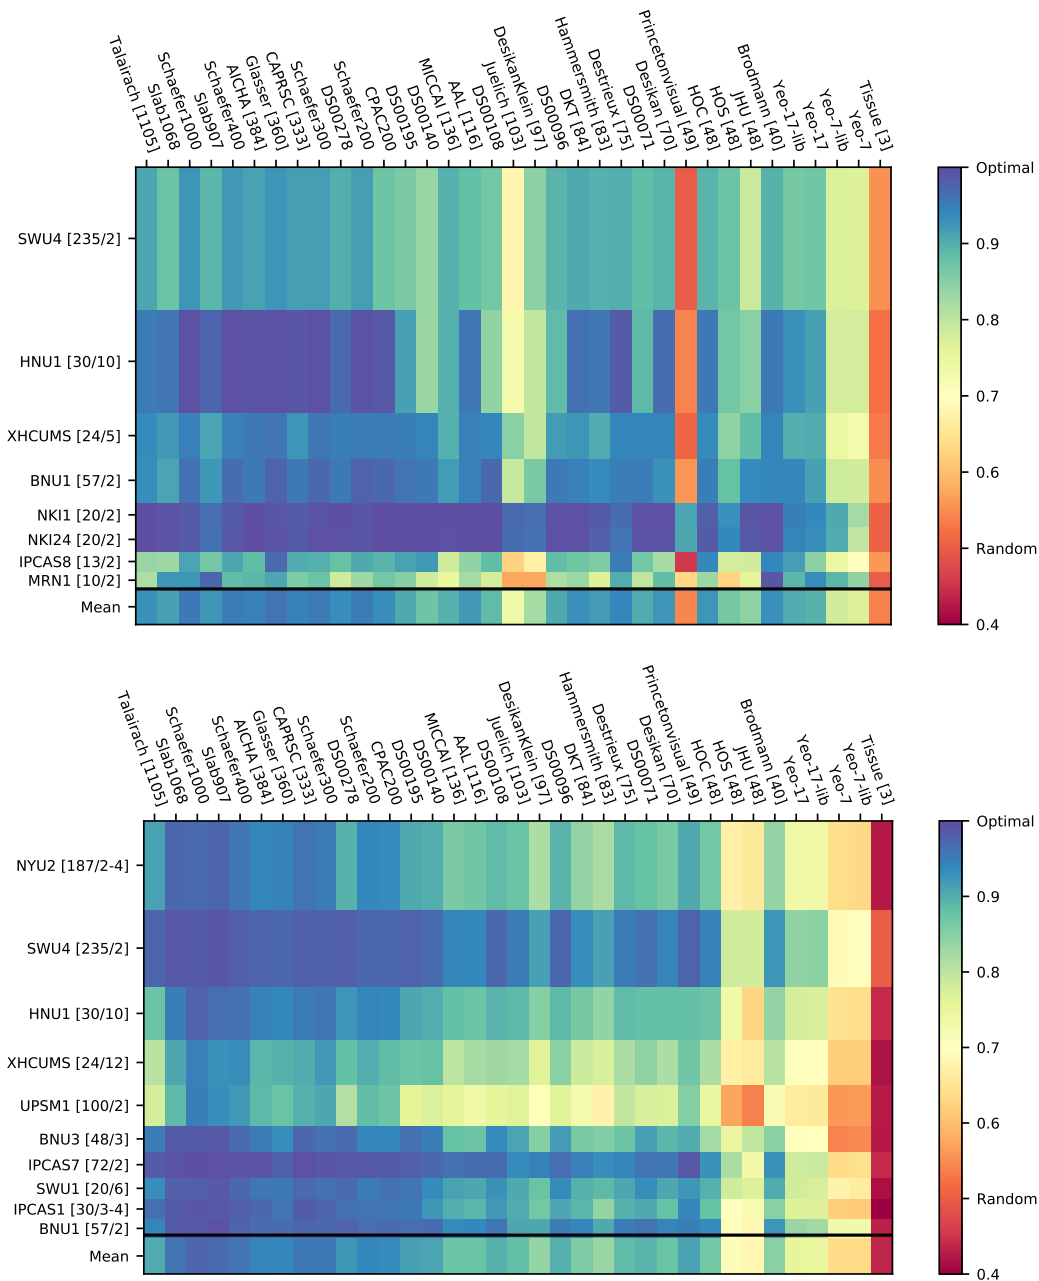 Talairach [1105]
Slab1068
Schaefer1000
Slab907
Schaefer400
AICHA [384]
Glasser [360]
CAPRSC [333]
Schaefer300
DS00278
Schaefer200
CPAC200
DS00195
DS00140
MICCAI [136]
AAL [116]
DS00108
Juelich [103]
DesikanKlein [97]
DS00096
DKT [84]
Hammersmith [83]
Destrieux [75]
DS00071
Desikan [70]
Princetonvisual [49]
HOC [48]
HOS [48]
JHU [48]
Brodmann [40]
Yeo-17-lib
Yeo-17
Yeo-7-lib
Yeo-7
Tissue [3]
SWU4 [235/2]
HNU1 [30/10]
XHCUMS [24/5]
BNU1 [57/2]
NKI1 [20/2]
NKI24 [20/2]
IPCAS8 [13/2]
MRN1 [10/2]
Mean
Optimal
0.9
0.8
0.7
0.6
Random
0.4
Talairach [1105]
Slab1068
Schaefer1000
Slab907
Schaefer400
AICHA [384]
Glasser [360]
CAPRSC [333]
Schaefer300
DS00278
Schaefer200
CPAC200
DS00195
DS00140
MICCAI [136]
AAL [116]
DS00108
Juelich [103]
DesikanKlein [97]
DS00096
DKT [84]
Hammersmith [83]
Destrieux [75]
DS00071
Desikan [70]
Princetonvisual [49]
HOC [48]
HOS [48]
JHU [48]
Brodmann [40]
Yeo-17
Yeo-17-lib
Yeo-7
Yeo-7-lib
Tissue [3]
NYU2 [187/2-4]
SWU4 [235/2]
HNU1 [30/10]
XHCUMS [24/12]
UPSM1 [100/2]
BNU3 [48/3]
IPCAS7 [72/2]
SWU1 [20/6]
IPCAS1 [30/3-4]
BNU1 [57/2]
Mean
Optimal
0.9
0.8
0.7
0.6
Random
0.4